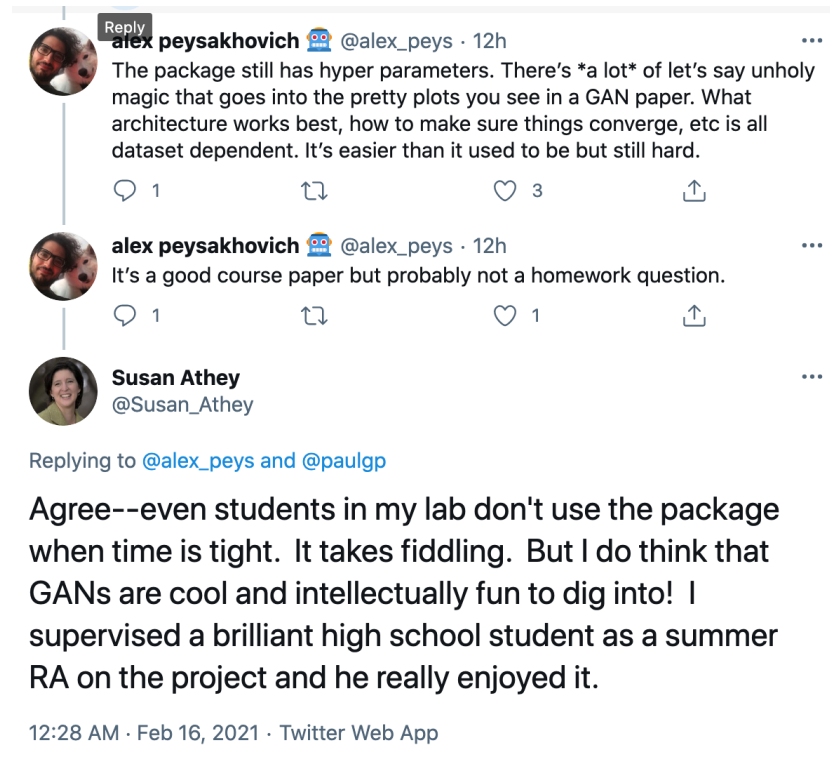 Reply
alex peysakhovich 🤖 @alex_peys · 12h
The package still has hyper parameters. There’s *a lot* of let’s say unholy
magic that goes into the pretty plots you see in a GAN paper. What
architecture works best, how to make sure things converge, etc is all
dataset dependent. It’s easier than it used to be but still hard.
1 3
alex peysakhovich 🤖 @alex_peys · 12h
It’s a good course paper but probably not a homework question.
1 1
Susan Athey
@Susan_Athey
Replying to @alex_peys and @paulgp
Agree--even students in my lab don't use the package
when time is tight.  It takes fiddling.  But I do think that
GANs are cool and intellectually fun to dig into!  I
supervised a brilliant high school student as a summer
RA on the project and he really enjoyed it.
12:28 AM · Feb 16, 2021 · Twitter Web App